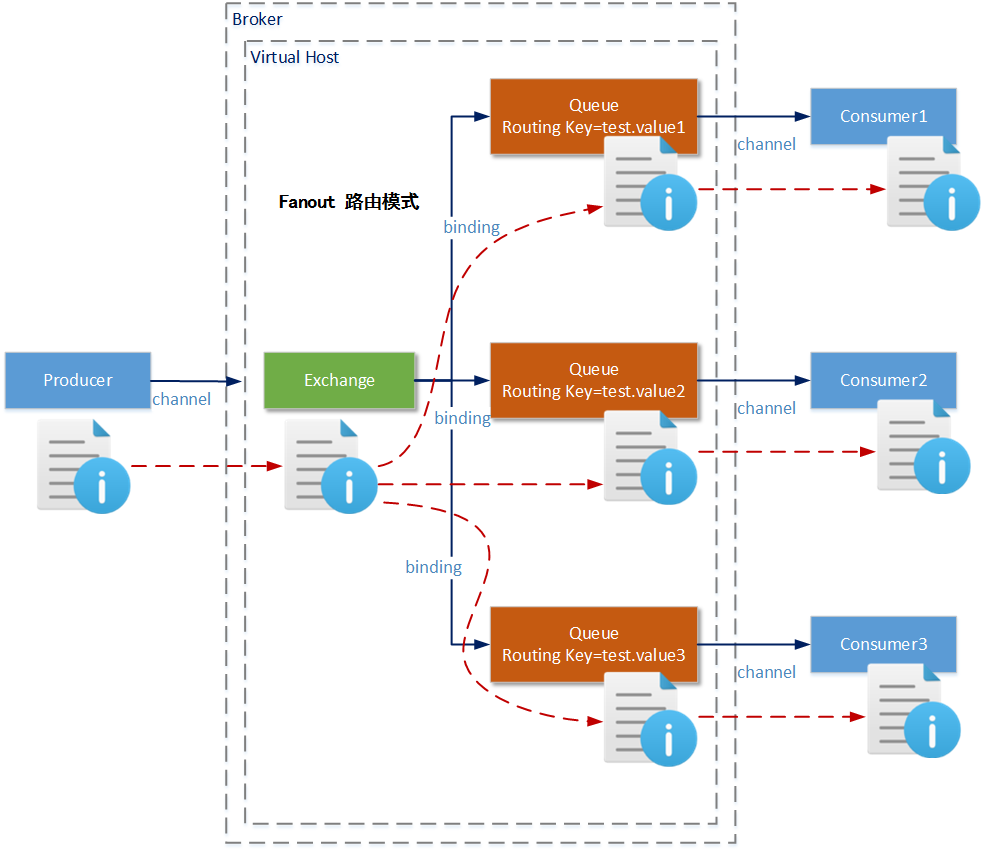 Broker
Virtual Host
Queue
Routing Key=test.value1
Consumer1
channel
Fanout 路由模式
binding
Producer
channel
Exchange
Queue
Routing Key=test.value2
Consumer2
channel
binding
binding
Queue
Routing Key=test.value3
Consumer3
channel